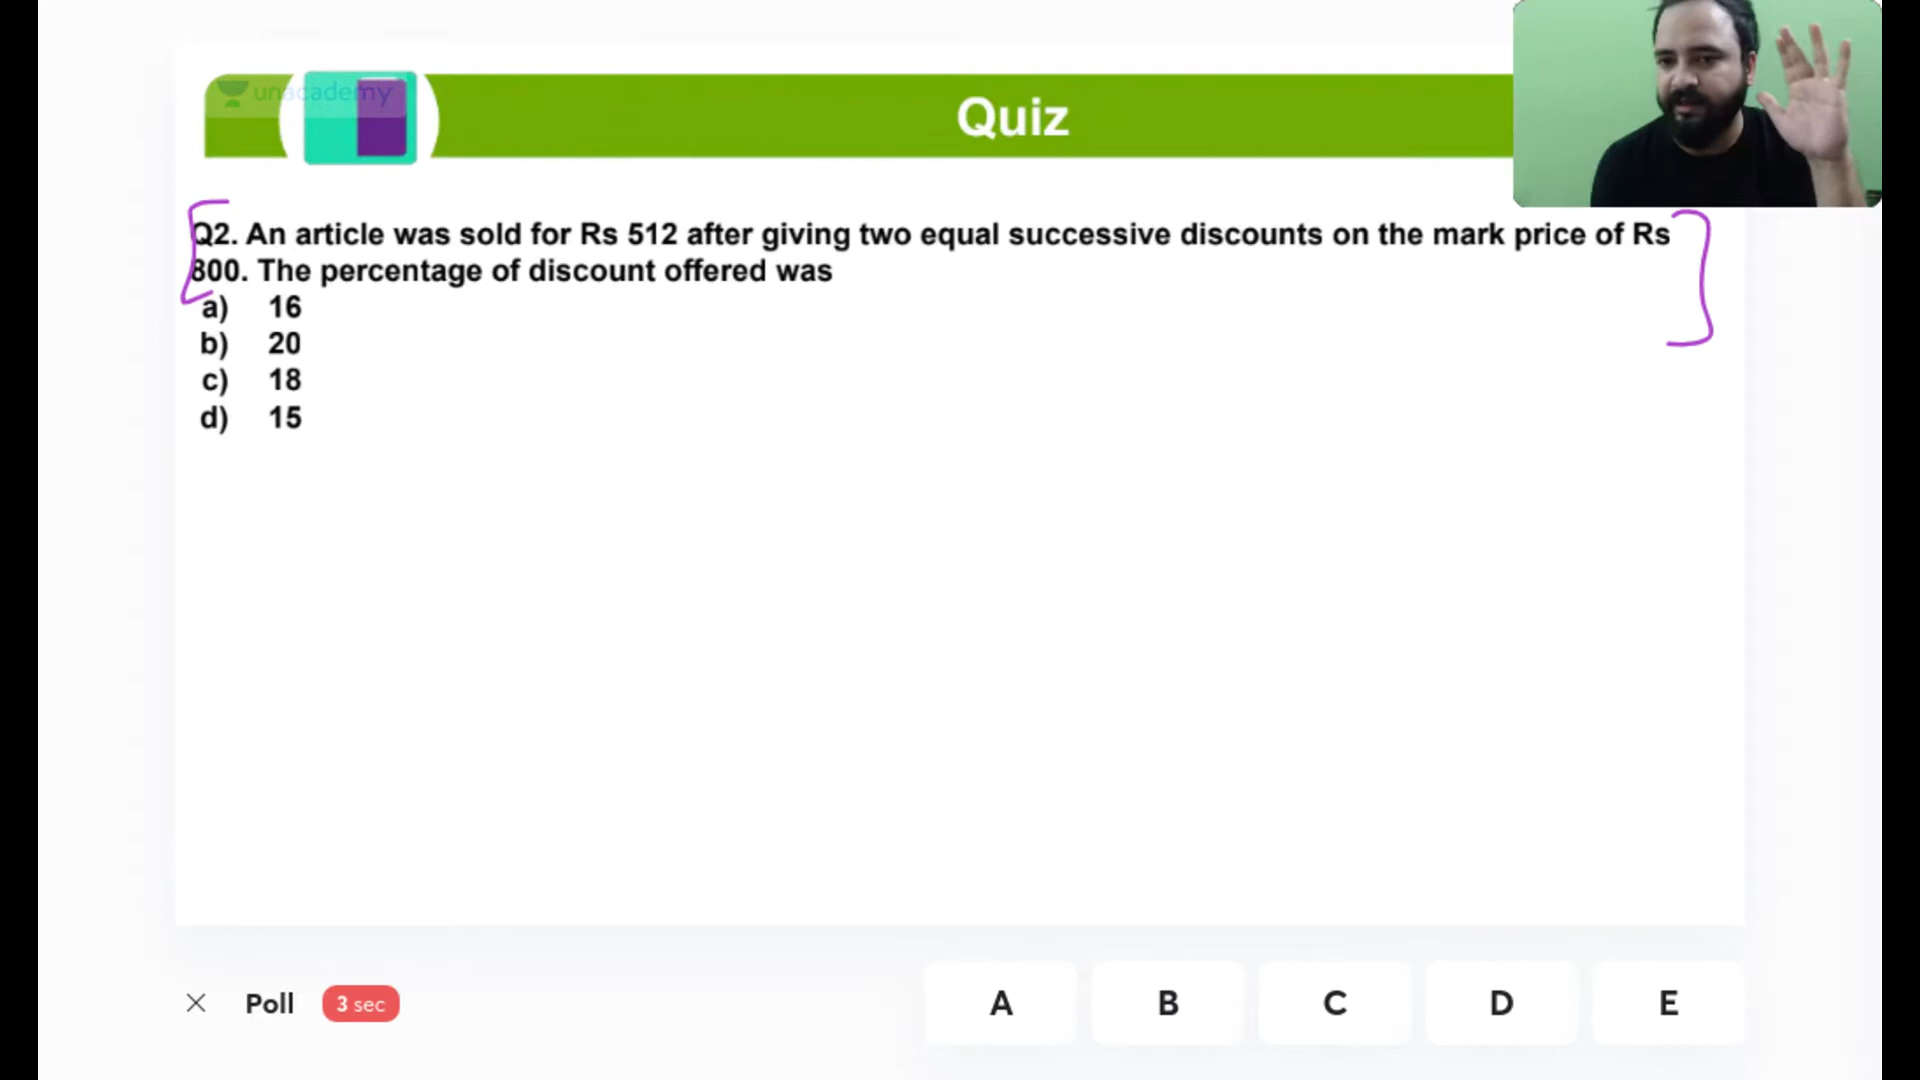 unacademy
Quiz
Q2. An article was sold for Rs 512 after giving two equal successive discounts on the mark price of Rs
800. The percentage of discount offered was
a) 16
b) 20
c) 18
d) 15
Poll 3 sec A B C D E